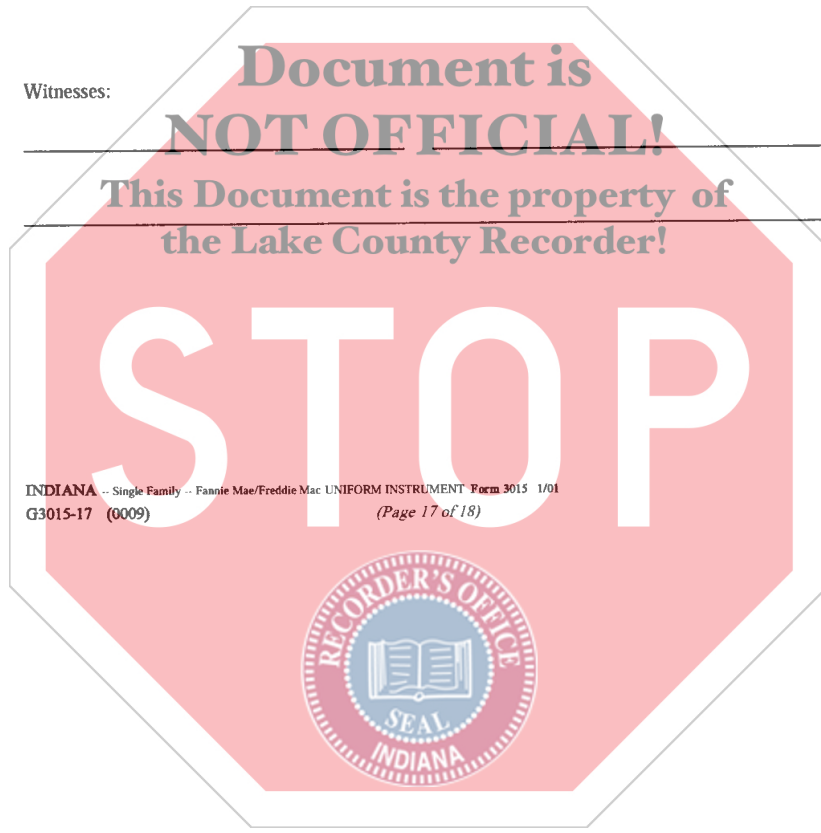 Document is
Witnesses:
NOT OFFICIAL!
This Document is the property of
the Lake County Recorder!
STOP
INDIANA -- Single Family -- Fannie Mae/Freddie Mac UNIFORM INSTRUMENT Form 3015 1/01
G3015-17 (0009) (Page 17 of 18)
RECORDER'S OFFICE
SEAL
INDIANA